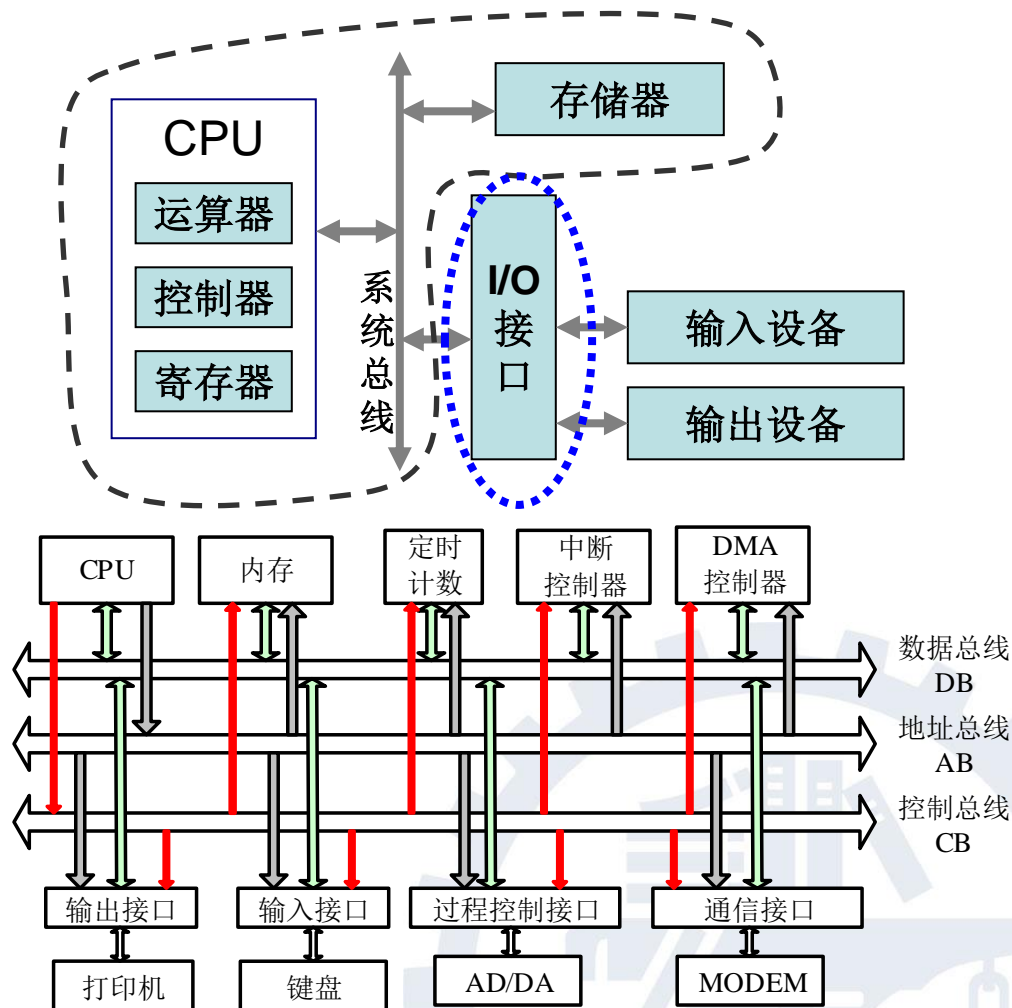 存储器
CPU
运算器
控制器
寄存器
系
统
总
线
I/O
接
口
输入设备
输出设备
CPU
内存
定时
计数
中断
控制器
DMA
控制器
数据总线
DB
地址总线
AB
控制总线
CB
输出接口
输入接口
过程控制接口
通信接口
打印机
键盘
AD/DA
MODEM